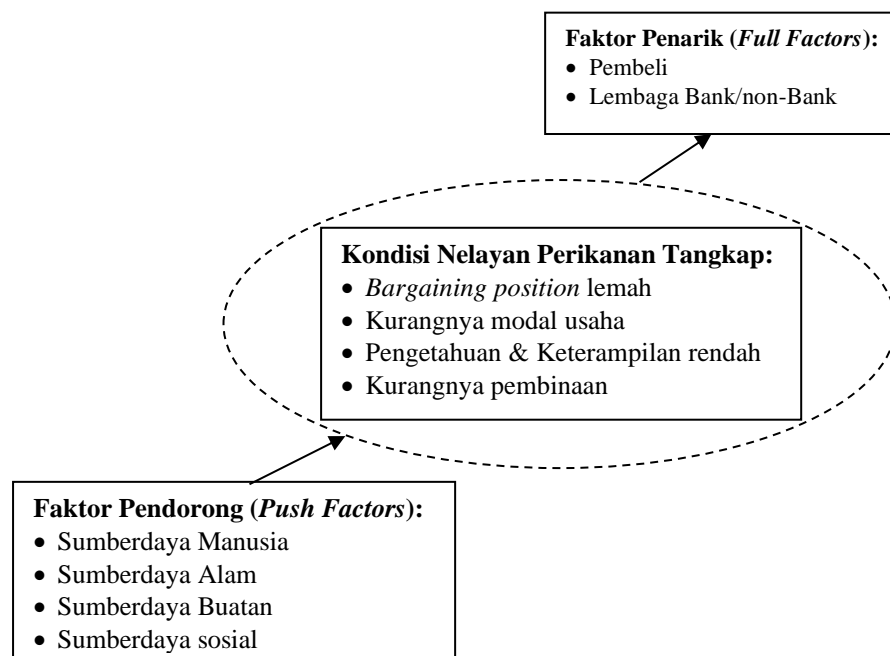 Faktor Penarik (Full Factors):
• Pembeli
• Lembaga Bank/non-Bank
Kondisi Nelayan Perikanan Tangkap:
• Bargaining position lemah
• Kurangnya modal usaha
• Pengetahuan & Keterampilan rendah
• Kurangnya pembinaan
Faktor Pendorong (Push Factors):
• Sumberdaya Manusia
• Sumberdaya Alam
• Sumberdaya Buatan
• Sumberdaya sosial